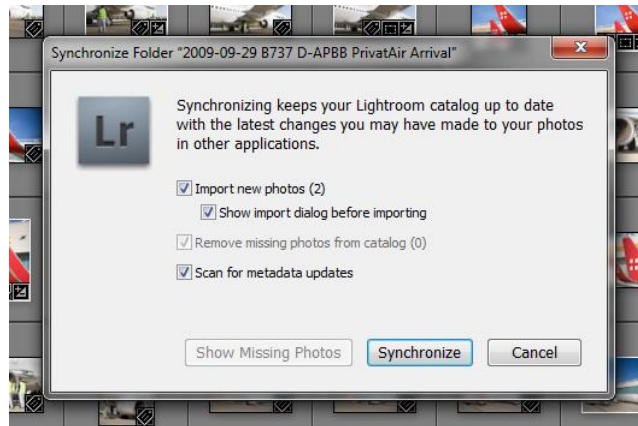 Synchronize Folder "2009-09-29 B737 D-APBB PrivatAir Arrival"
Lr
Synchronizing keeps your Lightroom catalog up to date
with the latest changes you may have made to your photos
in other applications.
Import new photos (2)
Show import dialog before importing
Remove missing photos from catalog (0)
Scan for metadata updates
Show Missing Photos
Synchronize
Cancel